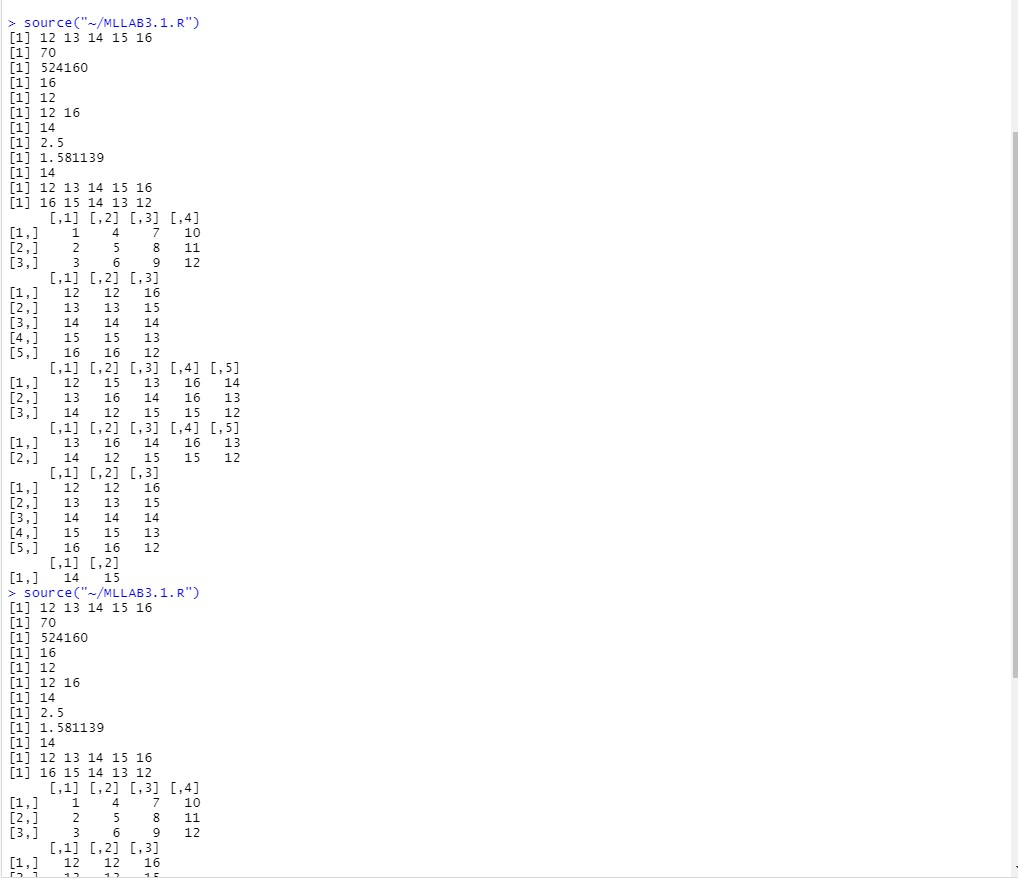 > source("~/MLLAB3.1.R")
[1] 12 13 14 15 16
[1] 70
[1] 524160
[1] 16
[1] 12
[1] 12 16
[1] 14
[1] 2.5
[1] 1.581139
[1] 14
[1] 12 13 14 15 16
[1] 16 15 14 13 12
     [,1] [,2] [,3] [,4]
[1,]    1    4    7   10
[2,]    2    5    8   11
[3,]    3    6    9   12
     [,1] [,2] [,3]
[1,]   12   12   16
[2,]   13   13   15
[3,]   14   14   14
[4,]   15   15   13
[5,]   16   16   12
     [,1] [,2] [,3] [,4] [,5]
[1,]   12   15   13   16   14
[2,]   13   16   14   16   13
[3,]   14   12   15   15   12
     [,1] [,2] [,3] [,4] [,5]
[1,]   13   16   14   16   13
[2,]   14   12   15   15   12
     [,1] [,2] [,3]
[1,]   12   12   16
[2,]   13   13   15
[3,]   14   14   14
[4,]   15   15   13
[5,]   16   16   12
     [,1] [,2]
[1,]   14   15
> source("~/MLLAB3.1.R")
[1] 12 13 14 15 16
[1] 70
[1] 524160
[1] 16
[1] 12
[1] 12 16
[1] 14
[1] 2.5
[1] 1.581139
[1] 14
[1] 12 13 14 15 16
[1] 16 15 14 13 12
     [,1] [,2] [,3] [,4]
[1,]    1    4    7   10
[2,]    2    5    8   11
[3,]    3    6    9   12
     [,1] [,2] [,3]
[1,]   12   12   16